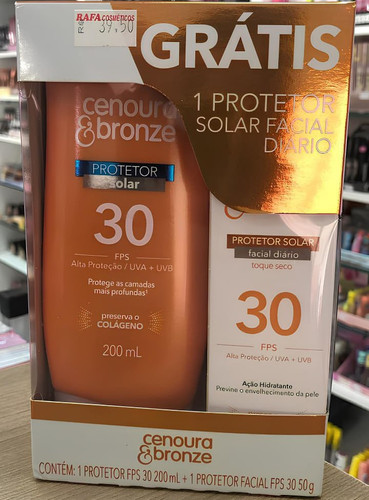 RAFA COSMÉTICOS
R$ 39,50
GRÁTIS
1 PROTETOR
SOLAR FACIAL
DIÁRIO
cenoura
&bronze
PROTETOR
solar
30
FPS
Alta Proteção / UVA + UVB
Protege as camadas
mais profundas¹
preserva o
COLÁGENO
200 mL
PROTETOR SOLAR
facial diário
toque seco
30
FPS
Alta Proteção / UVA + UVB
Ação Hidratante
Previne o envelhecimento da pele
cenoura
&bronze
CONTÉM: 1 PROTETOR FPS 30 200 mL + 1 PROTETOR FACIAL FPS 30 50 g